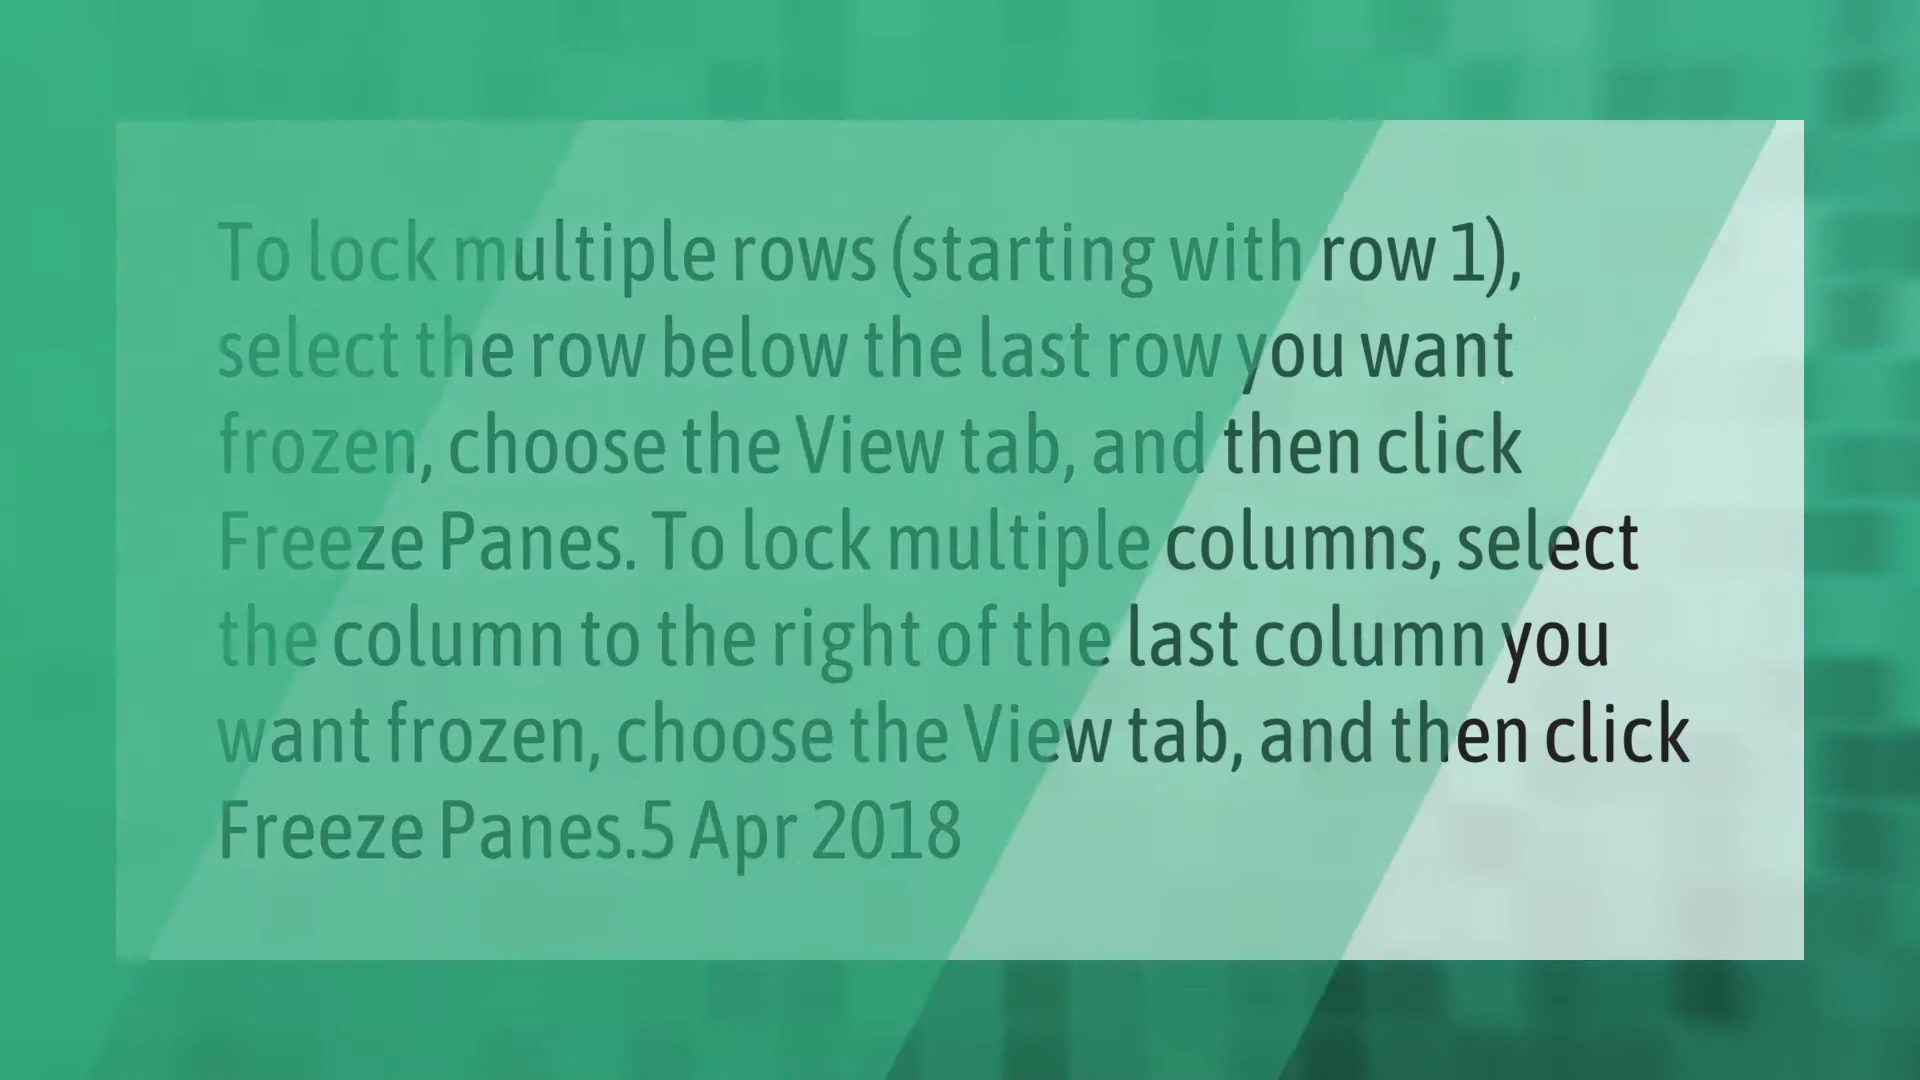 To lock multiple rows (starting with row 1),
select the row below the last row you want
frozen, choose the View tab, and then click
Freeze Panes. To lock multiple columns, select
the column to the right of the last column you
want frozen, choose the View tab, and then click
Freeze Panes.5 Apr 2018